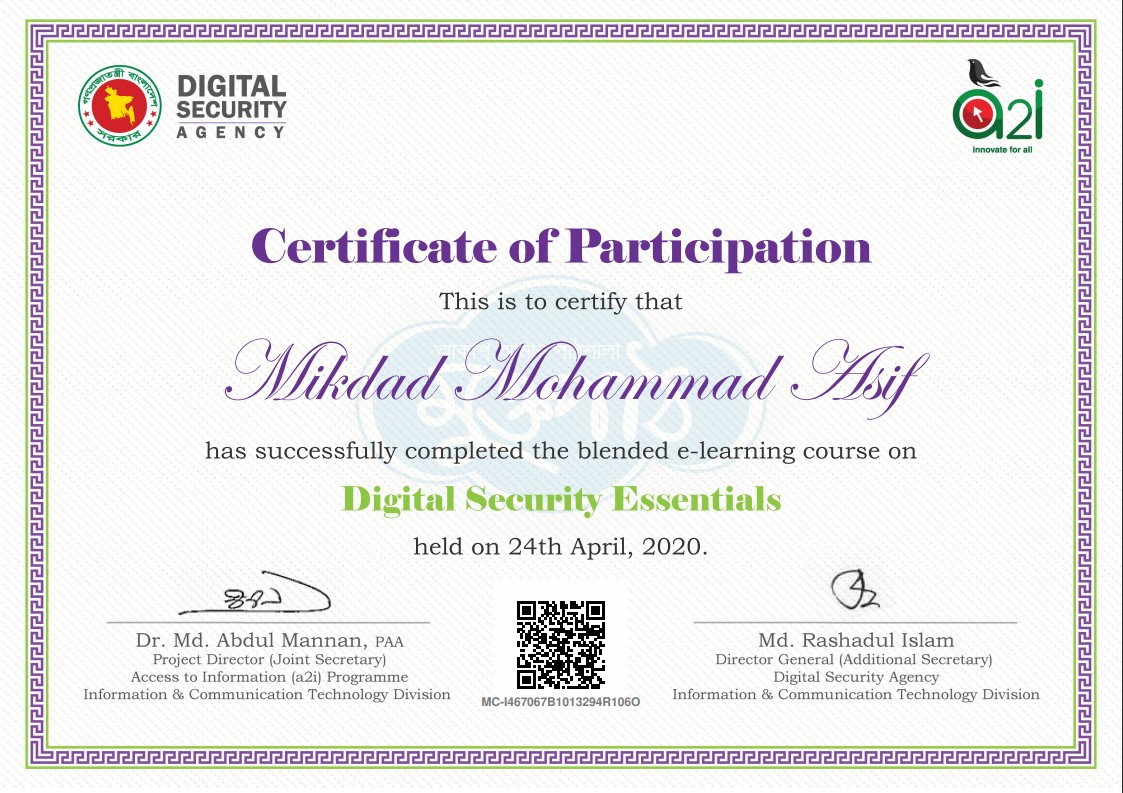 গণপ্রজাতন্ত্রী বাংলাদেশ
সরকার
DIGITAL
SECURITY
AGENCY
a2i
innovate for all
Certificate of Participation
This is to certify that
Mikdad Mohammad Asif
মুক্তপাঠ
has successfully completed the blended e-learning course on
Digital Security Essentials
held on 24th April, 2020.
Dr. Md. Abdul Mannan, PAA
Project Director (Joint Secretary)
Access to Information (a2i) Programme
Information & Communication Technology Division
MC-I467067B1013294R106O
Md. Rashadul Islam
Director General (Additional Secretary)
Digital Security Agency
Information & Communication Technology Division